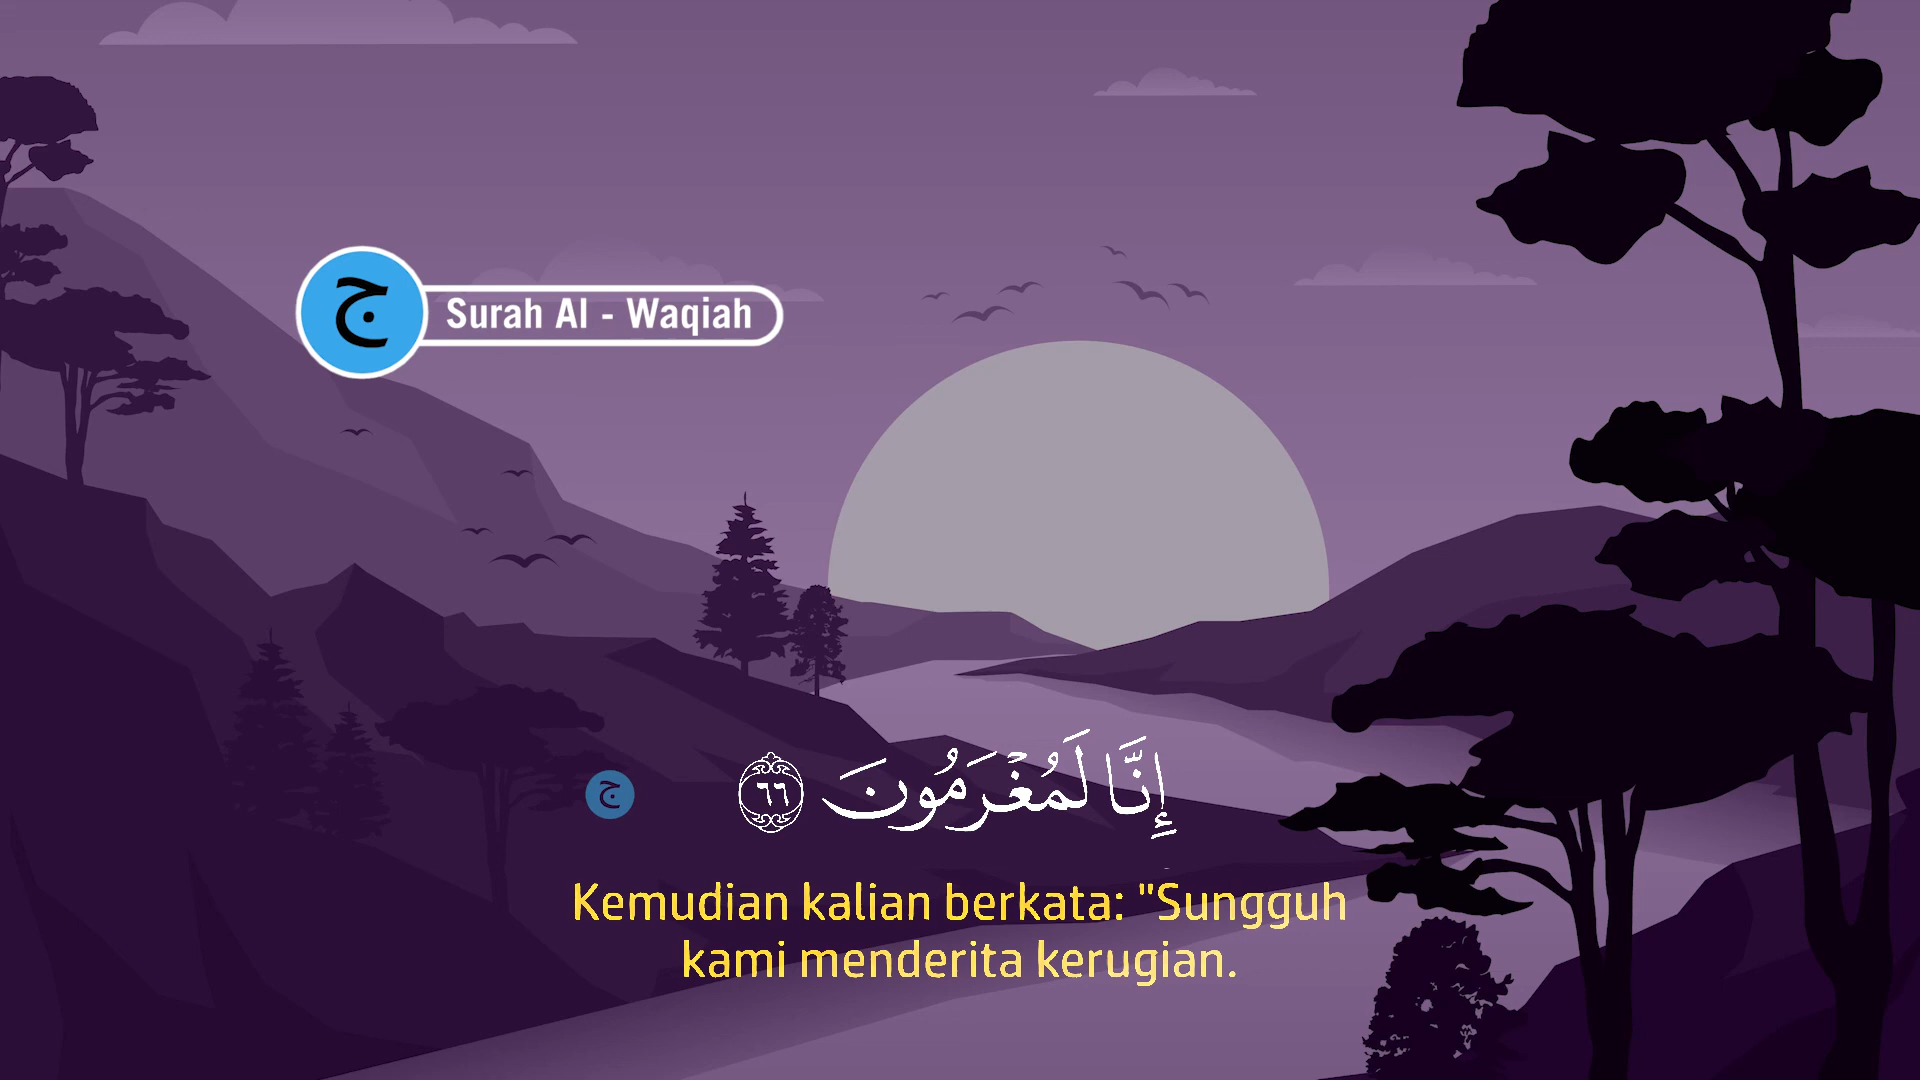 ج
Surah Al - Waqiah
إِنَّا لَمُغْرَمُونَ ٦٦
ج
Kemudian kalian berkata: "Sungguh
kami menderita kerugian.